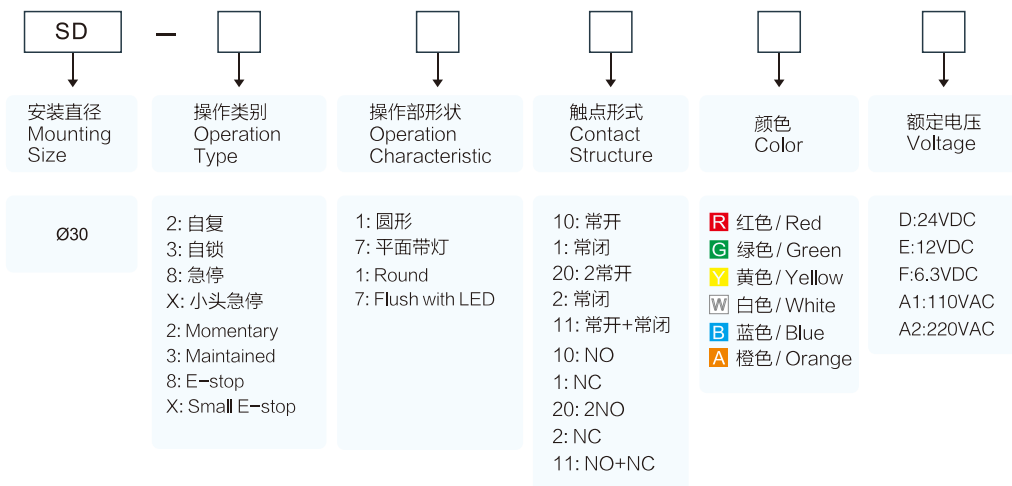 SD
–
安装直径
Mounting
Size
操作类别
Operation
Type
操作部形状
Operation
Characteristic
触点形式
Contact
Structure
颜色
Color
额定电压
Voltage
Ø30
2: 自复
3: 自锁
8: 急停
X: 小头急停
2: Momentary
3: Maintained
8: E-stop
X: Small E-stop
1: 圆形
7: 平面带灯
1: Round
7: Flush with LED
10: 常开
1: 常闭
20: 2常开
2: 常闭
11: 常开+常闭
10: NO
1: NC
20: 2NO
2: NC
11: NO+NC
R 红色 / Red
G 绿色 / Green
Y 黄色 / Yellow
W 白色 / White
B 蓝色 / Blue
A 橙色 / Orange
D:24VDC
E:12VDC
F:6.3VDC
A1:110VAC
A2:220VAC